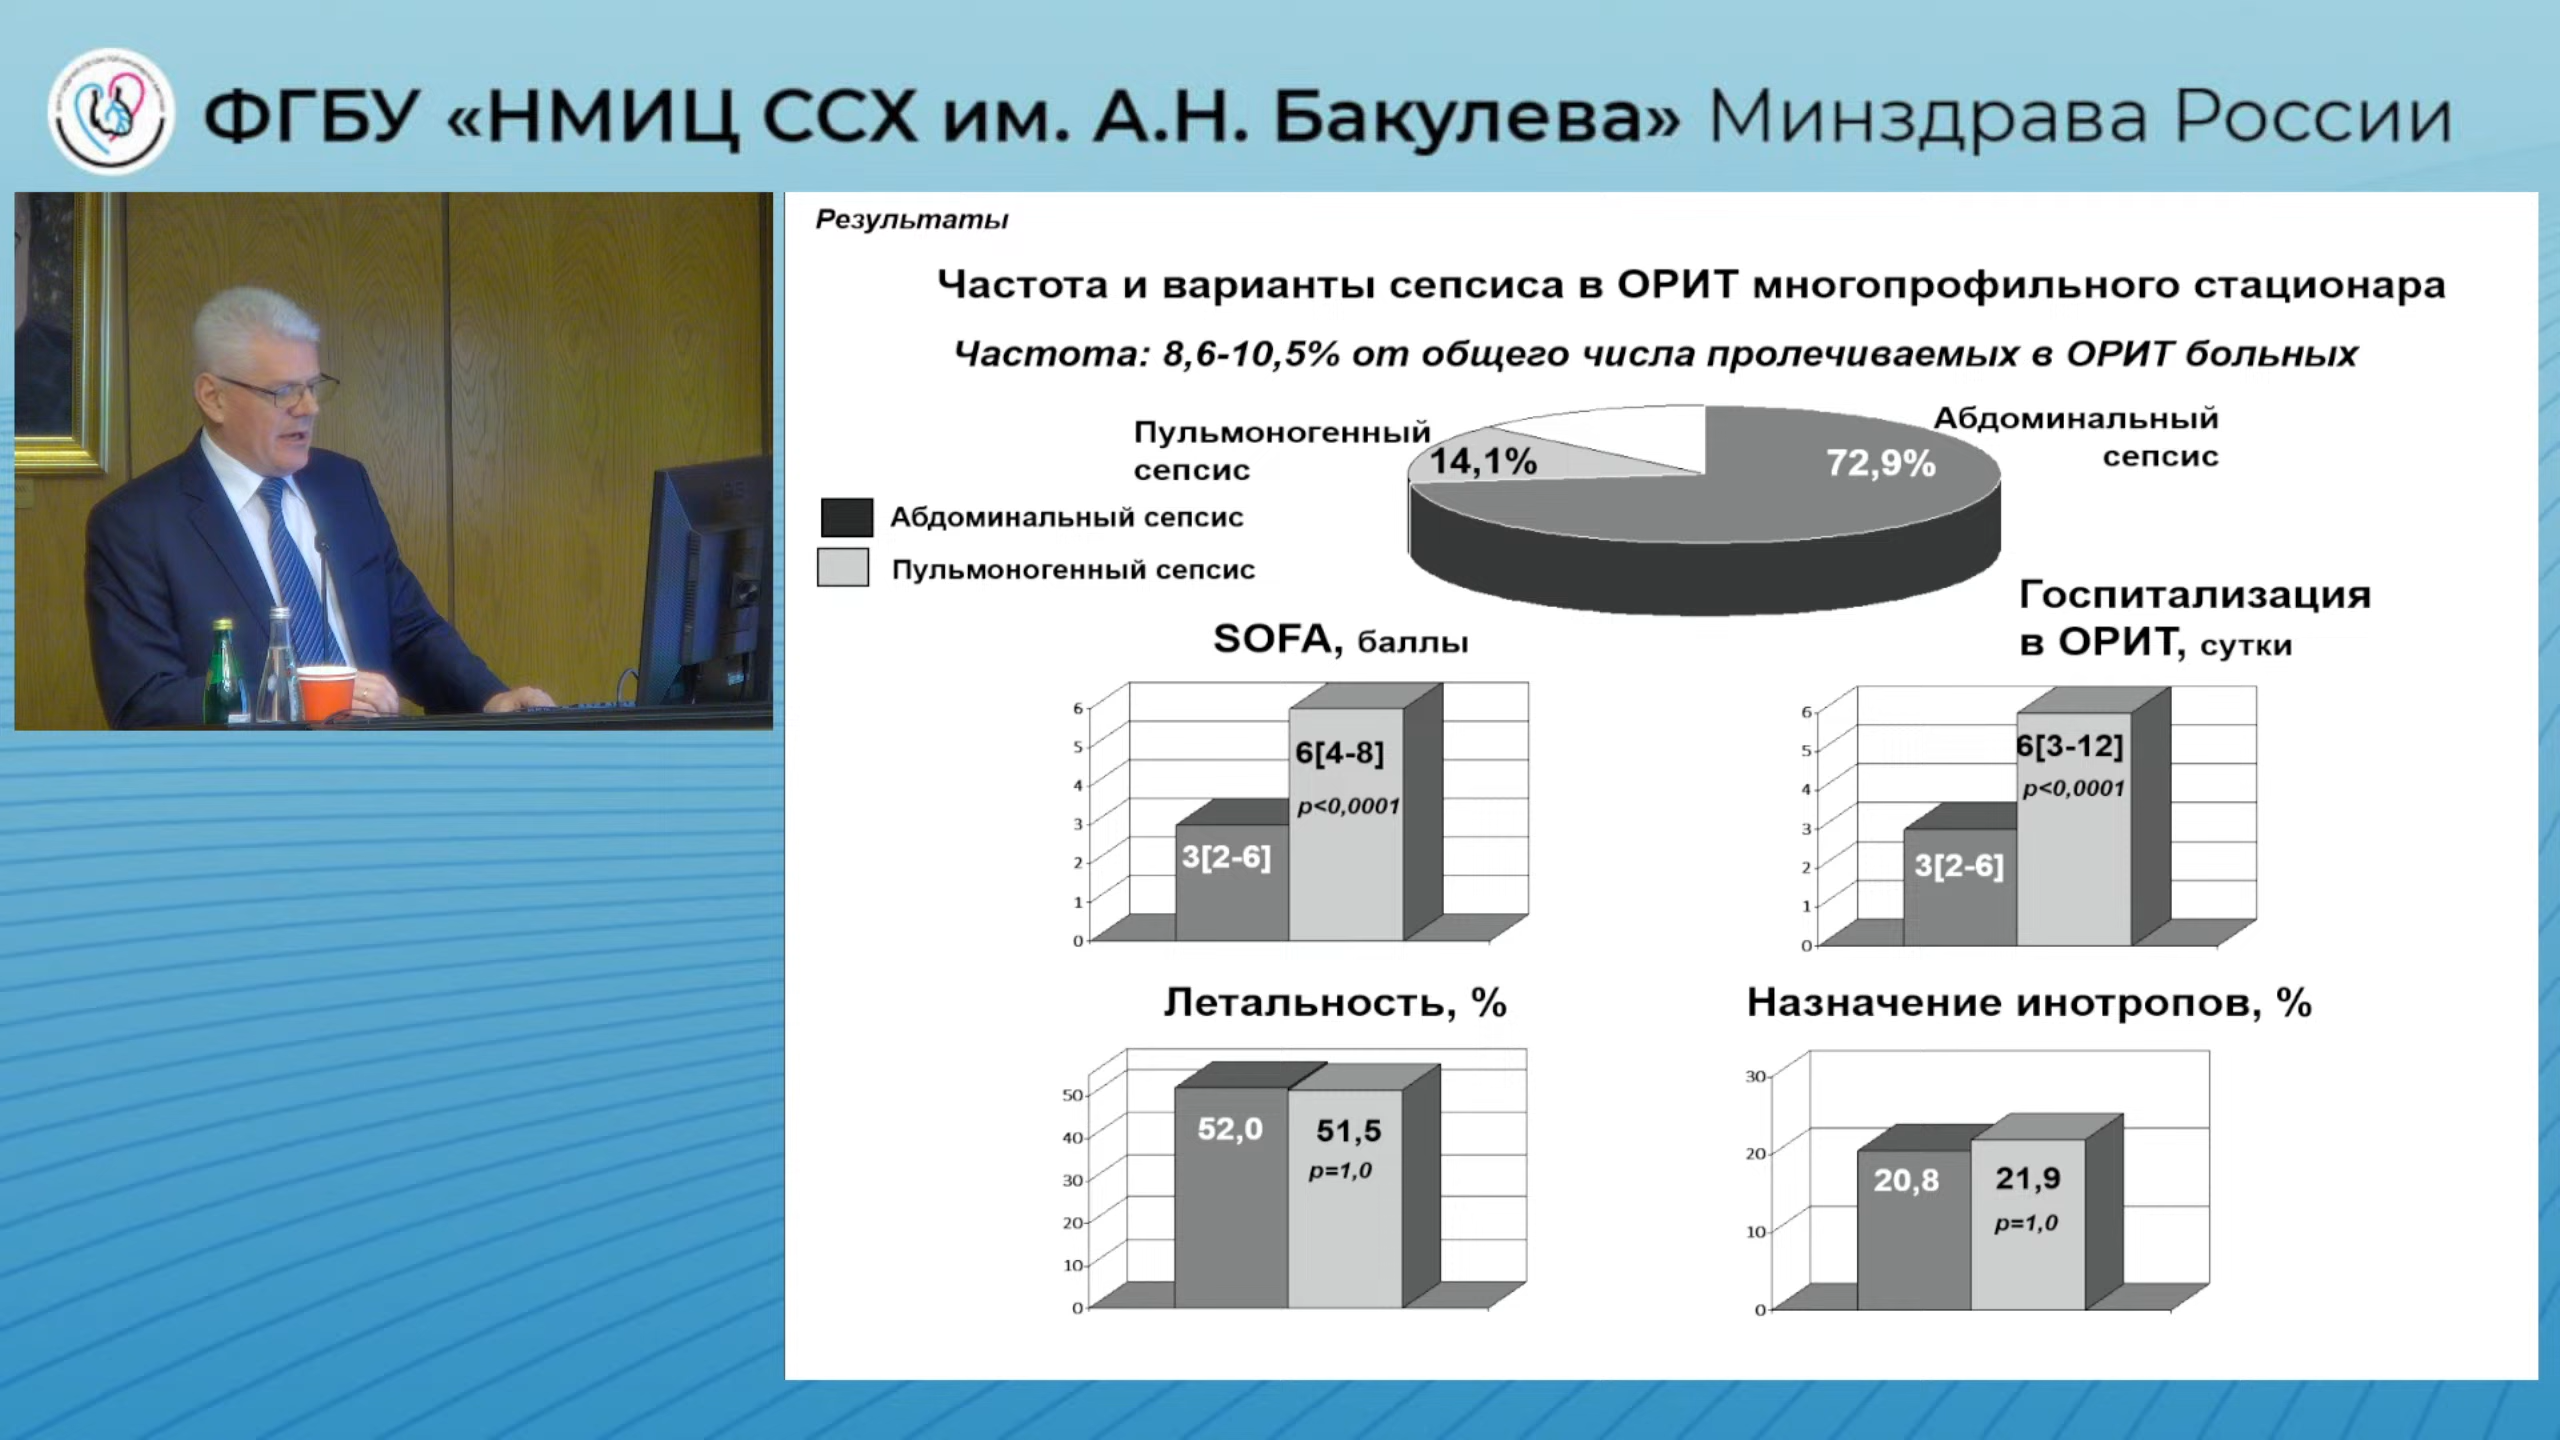 ФГБУ «НМИЦ ССХ им. А.Н. Бакулева» Минздрава России
Результаты
Частота и варианты сепсиса в ОРИТ многопрофильного стационара
Частота: 8,6-10,5% от общего числа пролечиваемых в ОРИТ больных
Пульмоногенный
сепсис
14,1%
72,9%
Абдоминальный
сепсис
Абдоминальный сепсис
Пульмоногенный сепсис
SOFA, баллы
6
5
4
3
2
1
0
3[2-6]
6[4-8]
p<0,0001
Госпитализация
в ОРИТ, сутки
6
5
4
3
2
1
0
3[2-6]
6[3-12]
p<0,0001
Летальность, %
50
40
30
20
10
0
52,0
51,5
p=1,0
Назначение инотропов, %
30
20
10
0
20,8
21,9
p=1,0